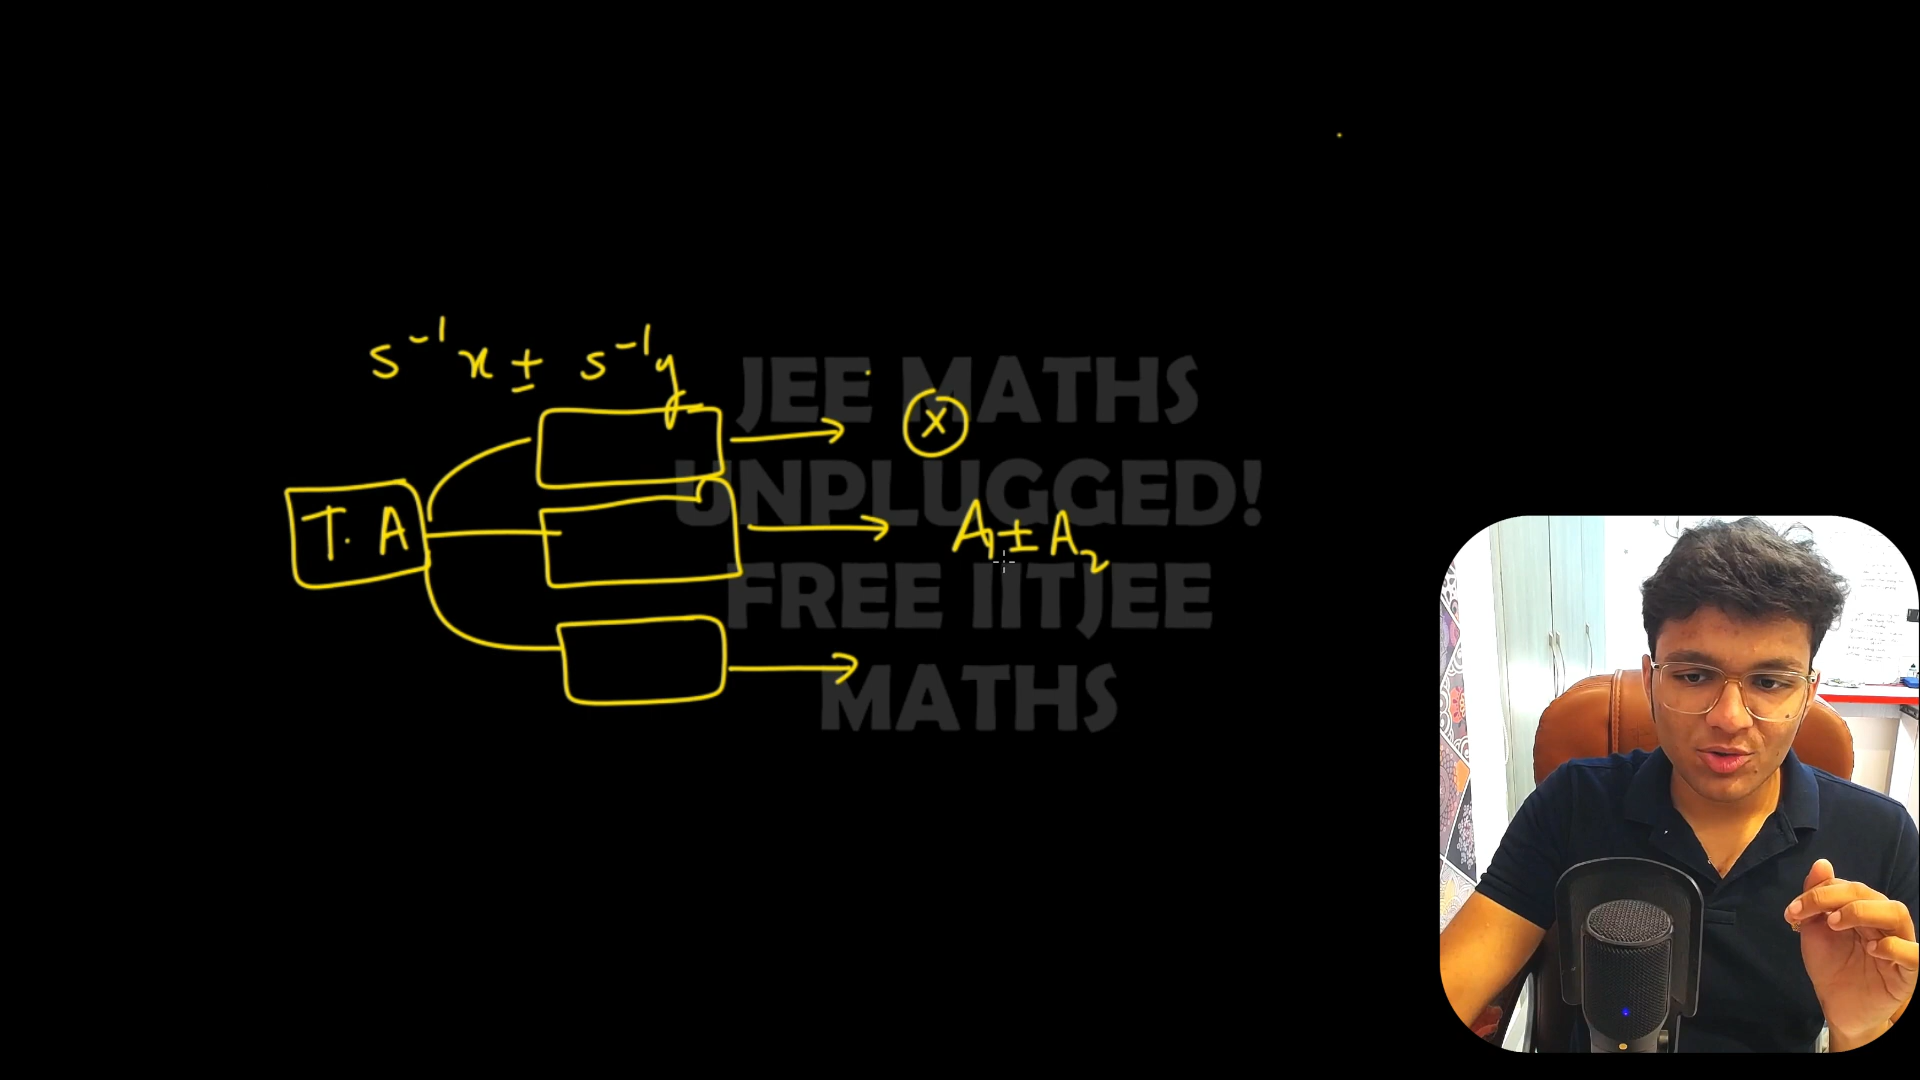 s⁻¹x ± s⁻¹y
T. A
x
A₁ ± A₂
JEE MATHS
UNPLUGGED!
FREE IITJEE
MATHS